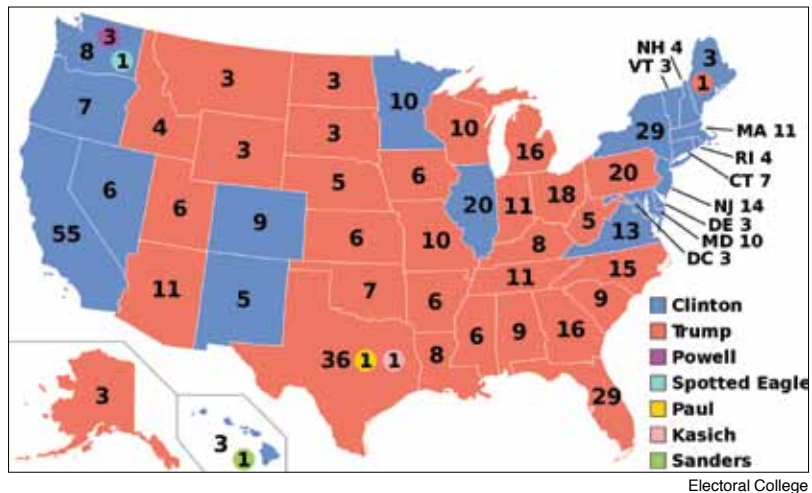 8 3 1
3
3
10
NH 4
VT 3
3
1
7
4
3
3
10
16
29
MA 11
RI 4
CT 7
6
6
9
5
6
20
11
18
20
5
NJ 14
DE 3
MD 10
DC 3
55
6
10
8
13
11
5
7
6
11
15
9
36 1 1
8
6
9
16
29
3
3
1
Clinton
Trump
Powell
Spotted Eagle
Paul
Kasich
Sanders
Electoral College